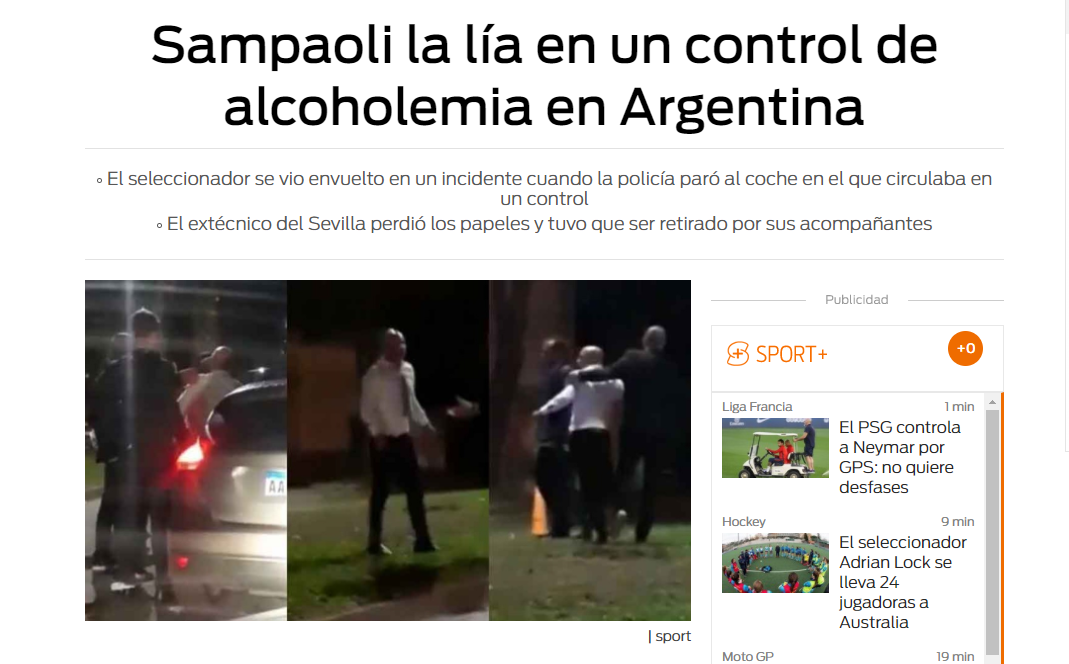 Sampaoli la lía en un control de
alcoholemia en Argentina
El seleccionador se vio envuelto en un incidente cuando la policía paró al coche en el que circulaba en
un control
El extécnico del Sevilla perdió los papeles y tuvo que ser retirado por sus acompañantes
AA
| sport
Publicidad
SPORT+
+0
Liga Francia
1 min
El PSG controla
a Neymar por
GPS: no quiere
desfases
Hockey
9 min
El seleccionador
Adrian Lock se
lleva 24
jugadoras a
Australia
Moto GP
19 min